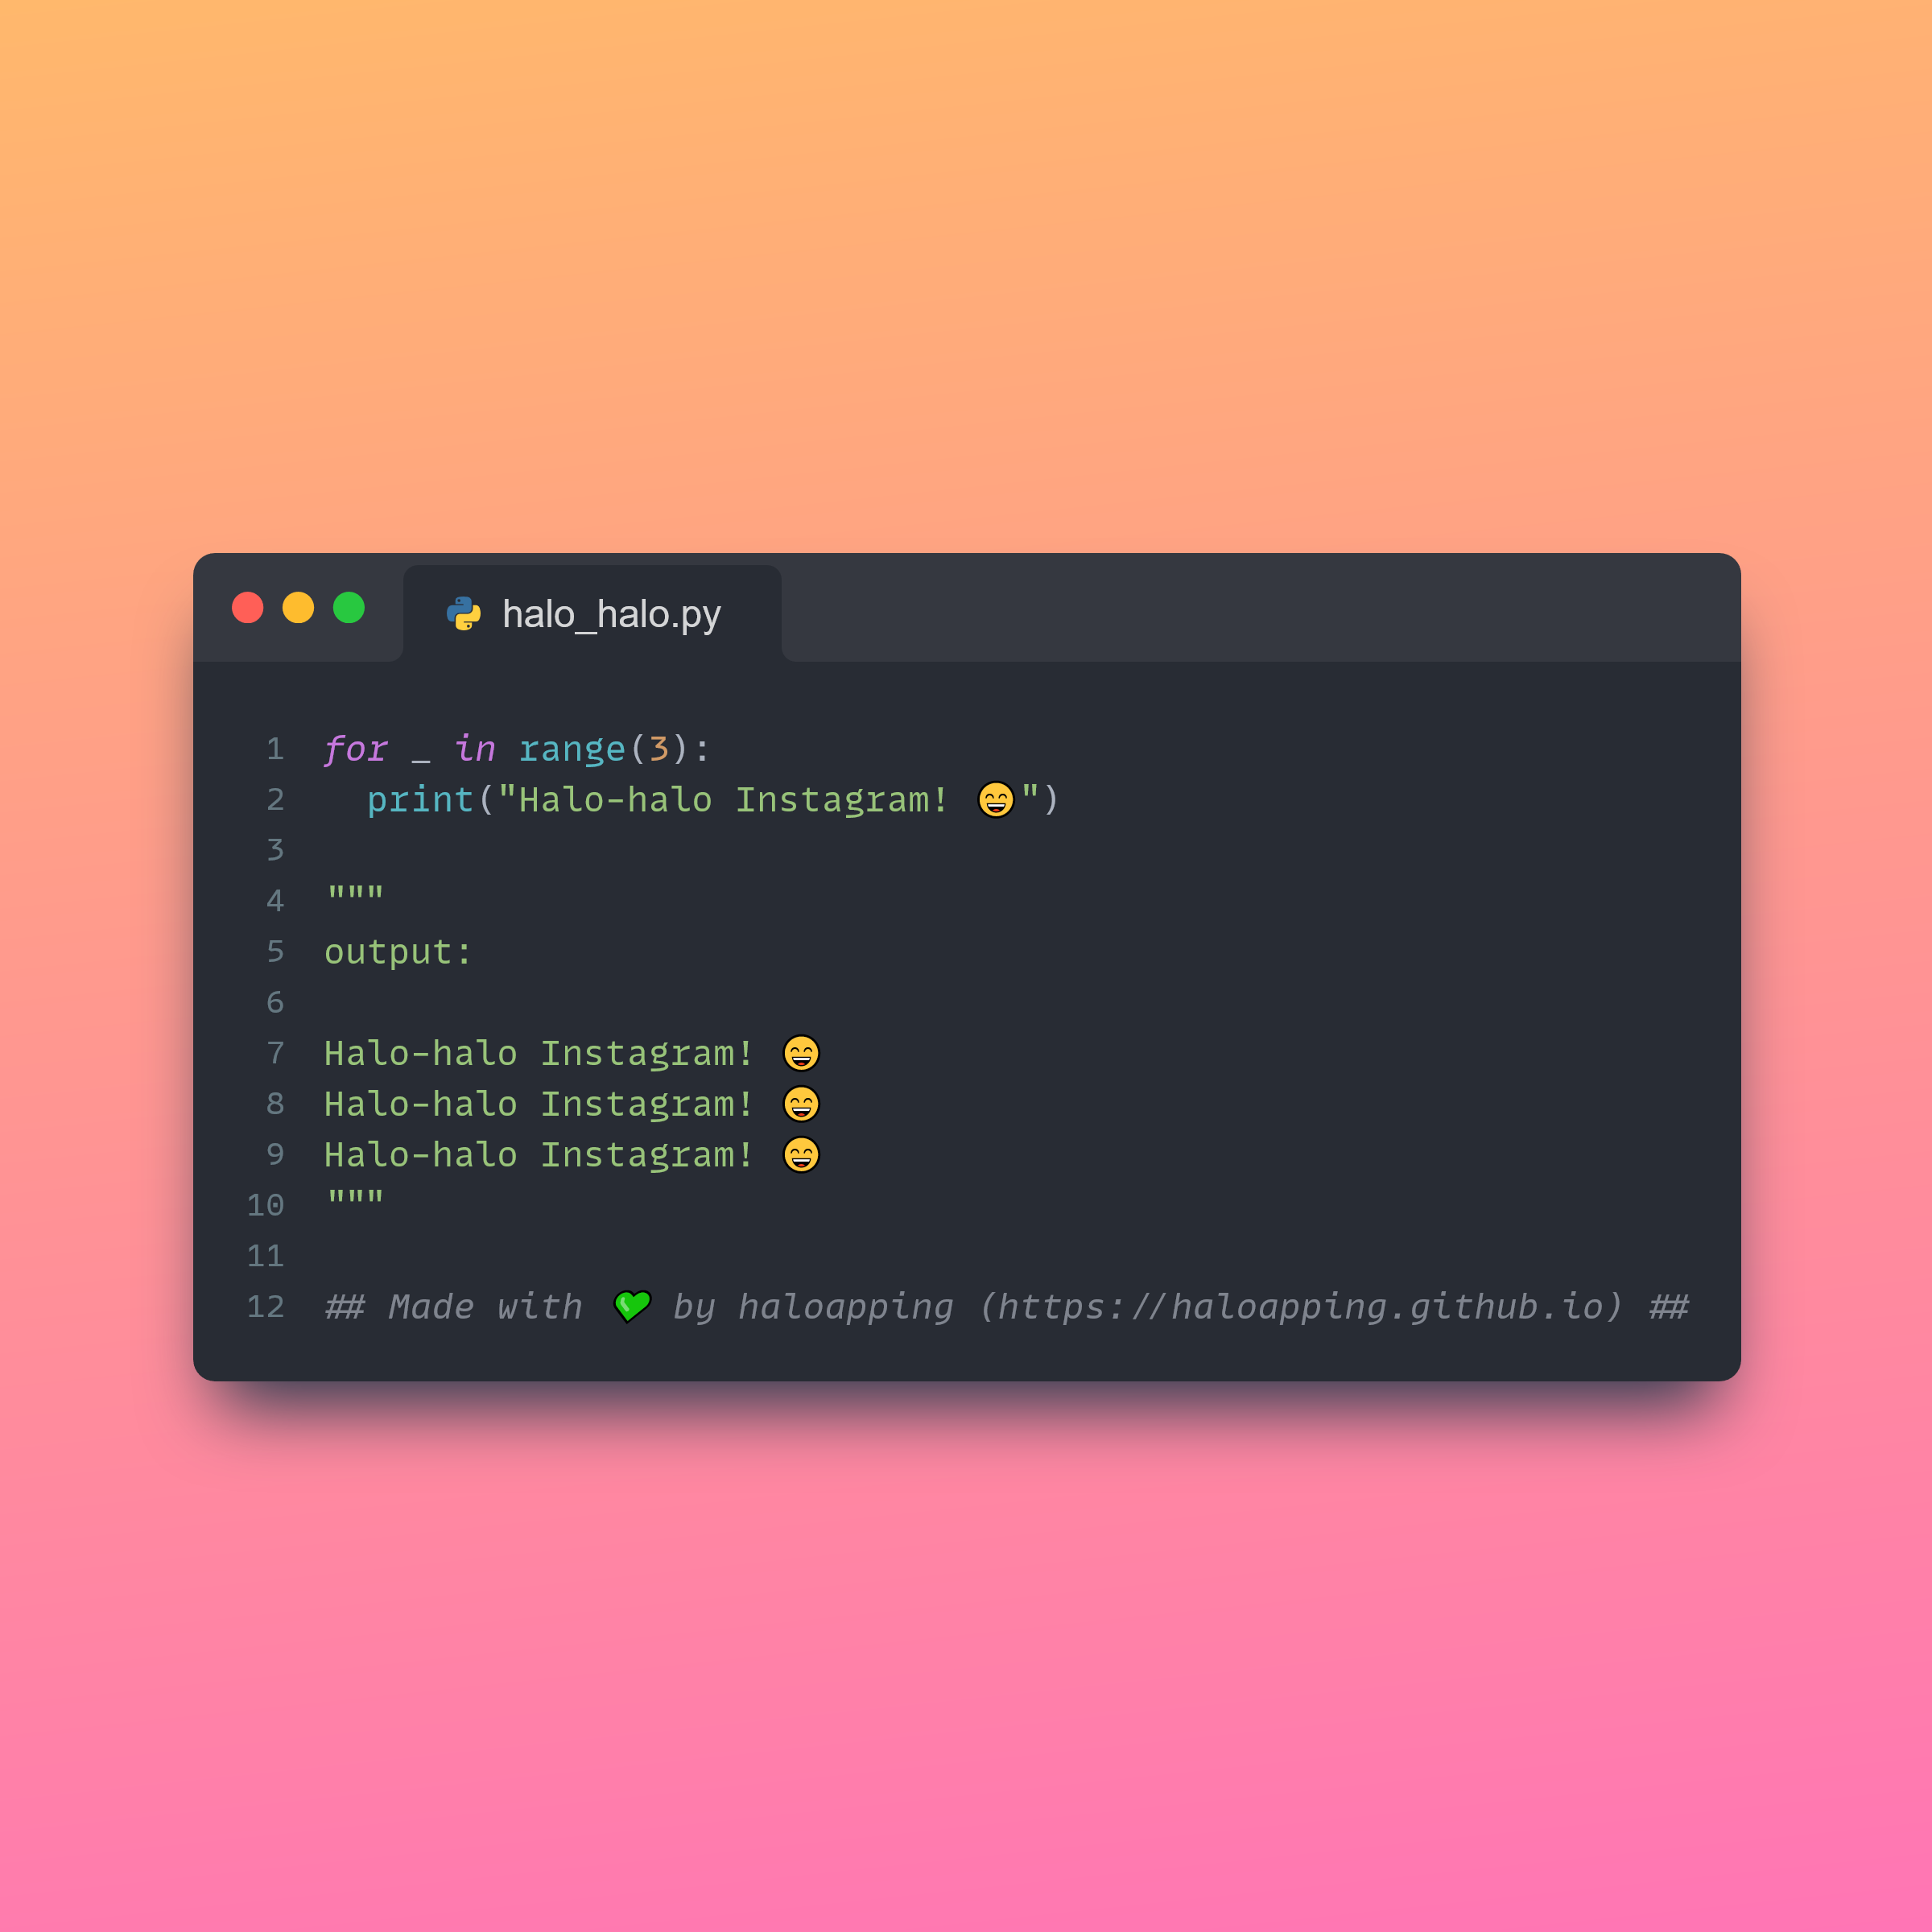 halo_halo.py
1 for _ in range(3):
2   print("Halo-halo Instagram! 😄")
3
4 """
5 output:
6
7 Halo-halo Instagram! 😄
8 Halo-halo Instagram! 😄
9 Halo-halo Instagram! 😄
10 """
11
12 ## Made with 💚 by haloapping (https://haloapping.github.io) ##